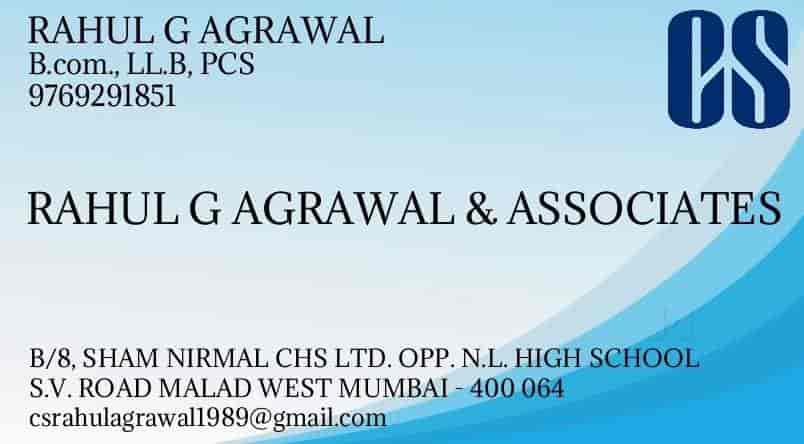 RAHUL G AGRAWAL
B.com., LL.B, PCS
9769291851
CS
RAHUL G AGRAWAL & ASSOCIATES
B/8, SHAM NIRMAL CHS LTD. OPP. N.L. HIGH SCHOOL
S.V. ROAD MALAD WEST MUMBAI - 400 064
csrahulagrawal1989@gmail.com